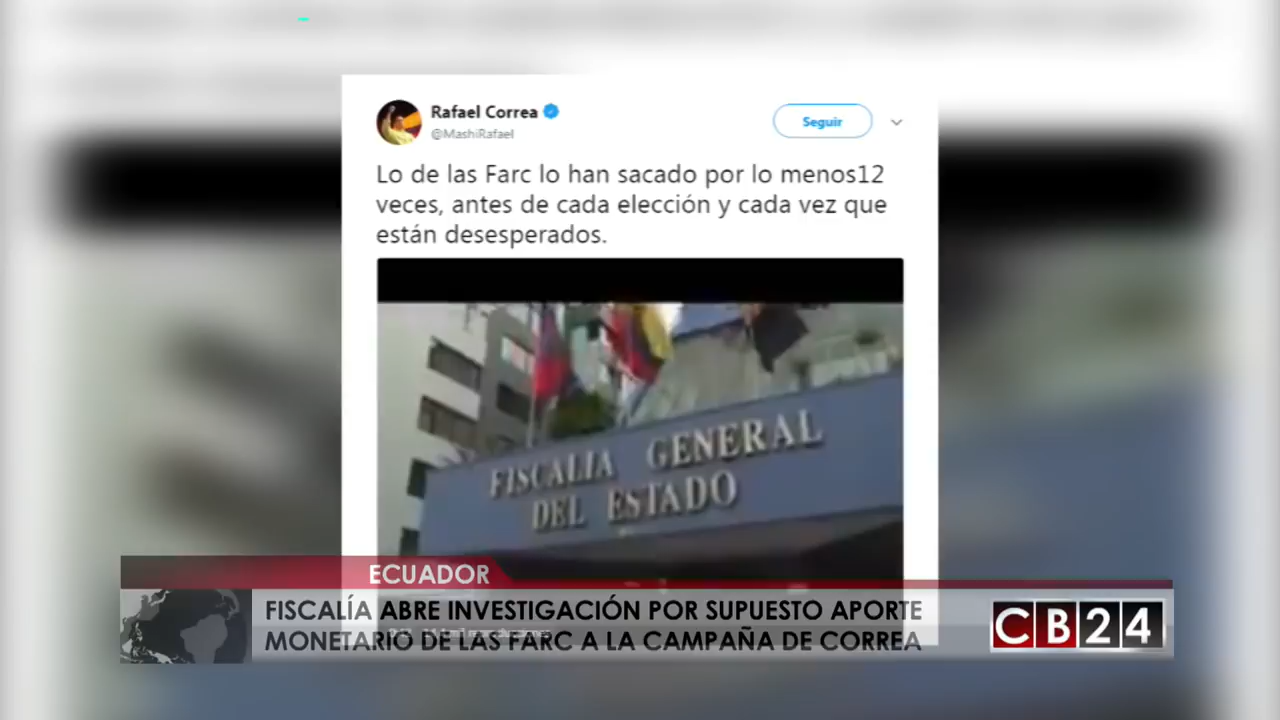 Rafael Correa
@MashiRafael
Seguir
Lo de las Farc lo han sacado por lo menos12
veces, antes de cada elección y cada vez que
están desesperados.
FISCALIA GENERAL
DEL ESTADO
ECUADOR
FISCALÍA ABRE INVESTIGACIÓN POR SUPUESTO APORTE
MONETARIO DE LAS FARC A LA CAMPAÑA DE CORREA
CB24